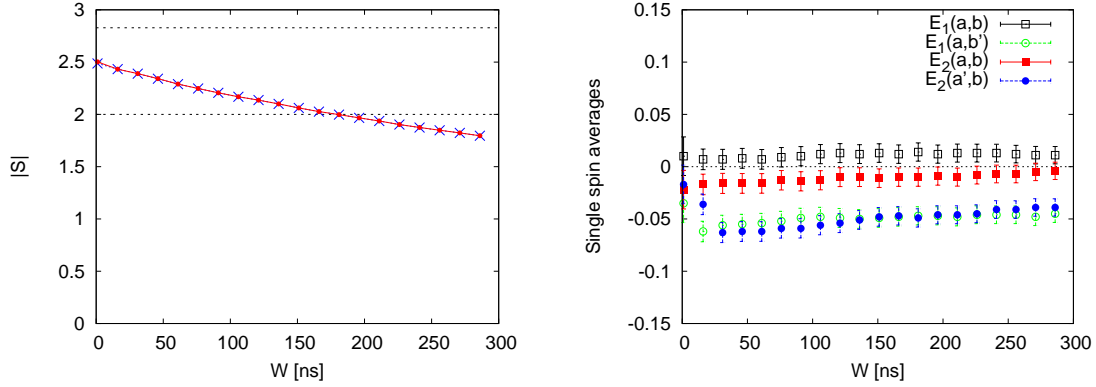 3
2.5
2
1.5
1
0.5
0
|S|
0 50 100 150 200 250 300
W [ns]
0.15
0.1
0.05
0
-0.05
-0.1
-0.15
Single spin averages
E1(a,b)
E1(a,b’)
E2(a,b)
E2(a’,b)
0 50 100 150 200 250 300
W [ns]